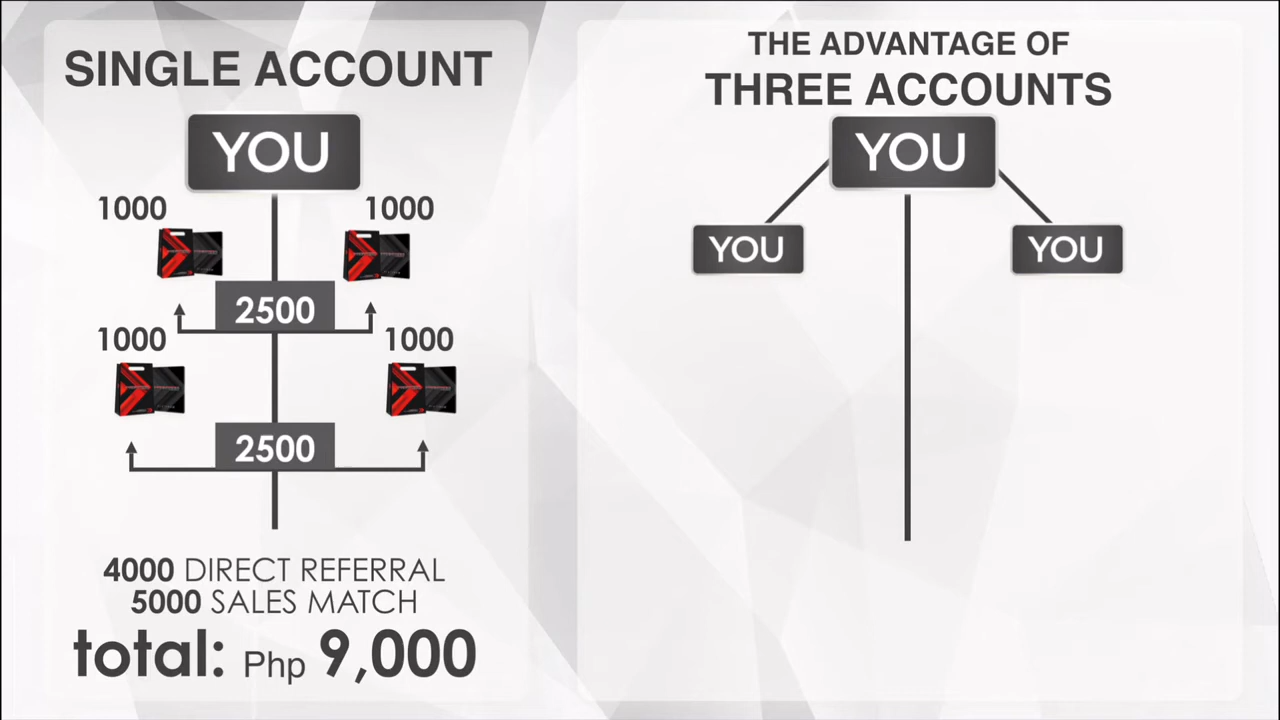 SINGLE ACCOUNT
YOU
1000 1000
2500
1000 1000
2500
4000 DIRECT REFERRAL
5000 SALES MATCH
total: Php 9,000
THE ADVANTAGE OF
THREE ACCOUNTS
YOU
YOU YOU